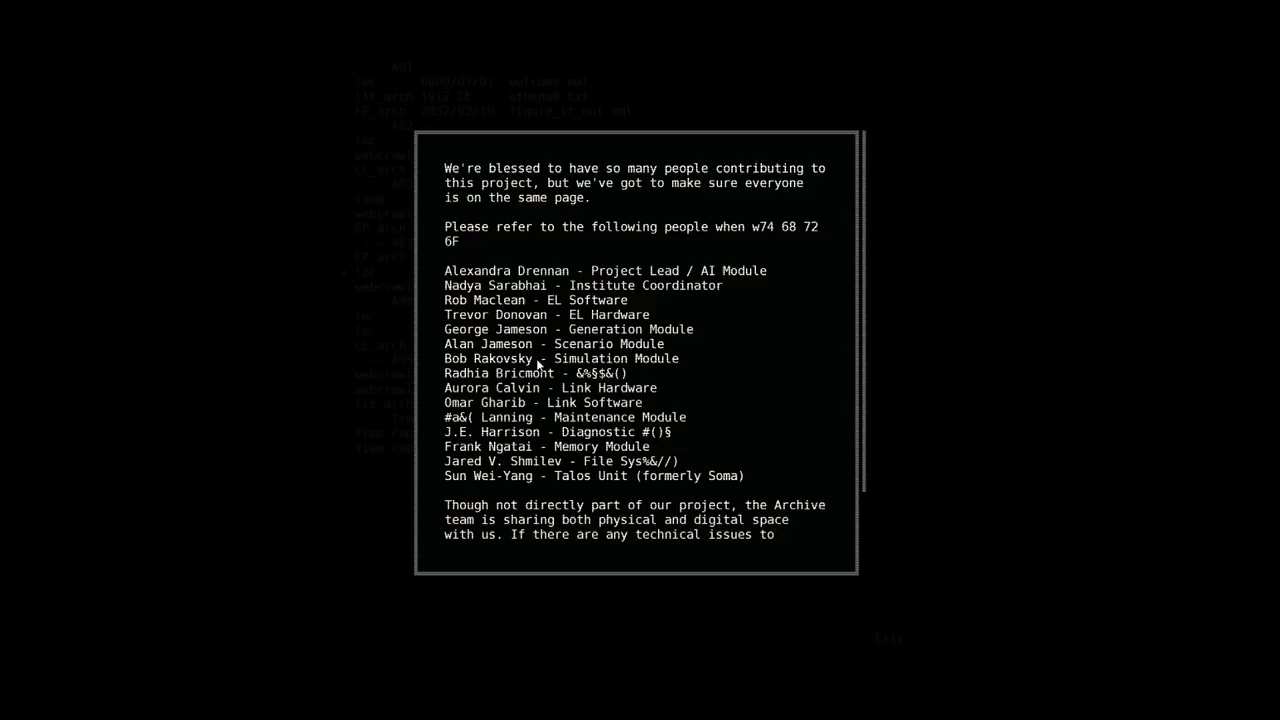 We're blessed to have so many people contributing to
this project, but we've got to make sure everyone
is on the same page.
Please refer to the following people when w74 68 72
6F
Alexandra Drennan - Project Lead / AI Module
Nadya Sarabhai - Institute Coordinator
Rob Maclean - EL Software
Trevor Donovan - EL Hardware
George Jameson - Generation Module
Alan Jameson - Scenario Module
Bob Rakovsky - Simulation Module
Radhia Bricmont - &%§$&()
Aurora Calvin - Link Hardware
Omar Gharib - Link Software
#a&( Lanning - Maintenance Module
J.E. Harrison - Diagnostic #()§
Frank Ngatai - Memory Module
Jared V. Shmilev - File Sys%&//)
Sun Wei-Yang - Talos Unit (formerly Soma)
Though not directly part of our project, the Archive
team is sharing both physical and digital space
with us. If there are any technical issues to
Exit